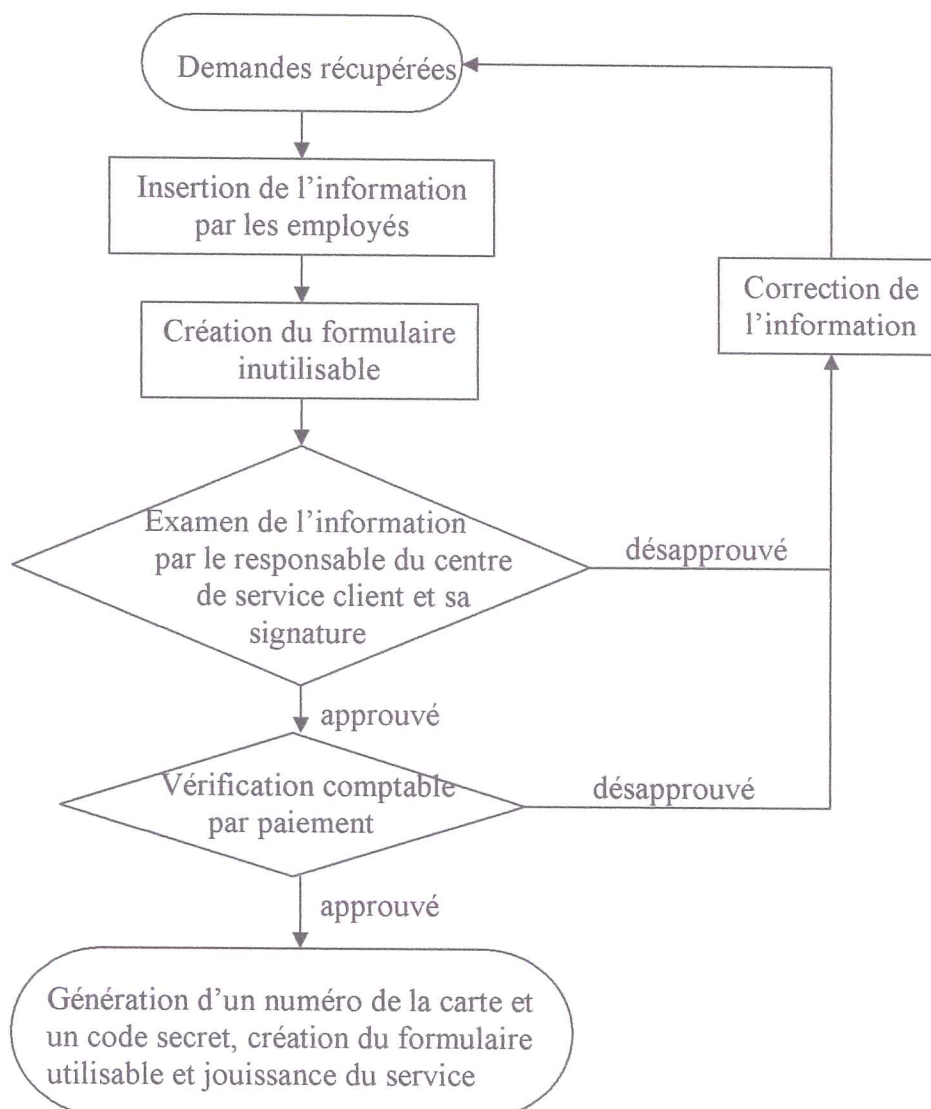 Demandes récupérées
Insertion de l'information
par les employés
Création du formulaire
inutilisable
Correction de
l'information
Examen de l'information
par le responsable du centre
de service client et sa
signature
désapprouvé
approuvé
Vérification comptable
par paiement
désapprouvé
approuvé
Génération d'un numéro de la carte et
un code secret, création du formulaire
utilisable et jouissance du service